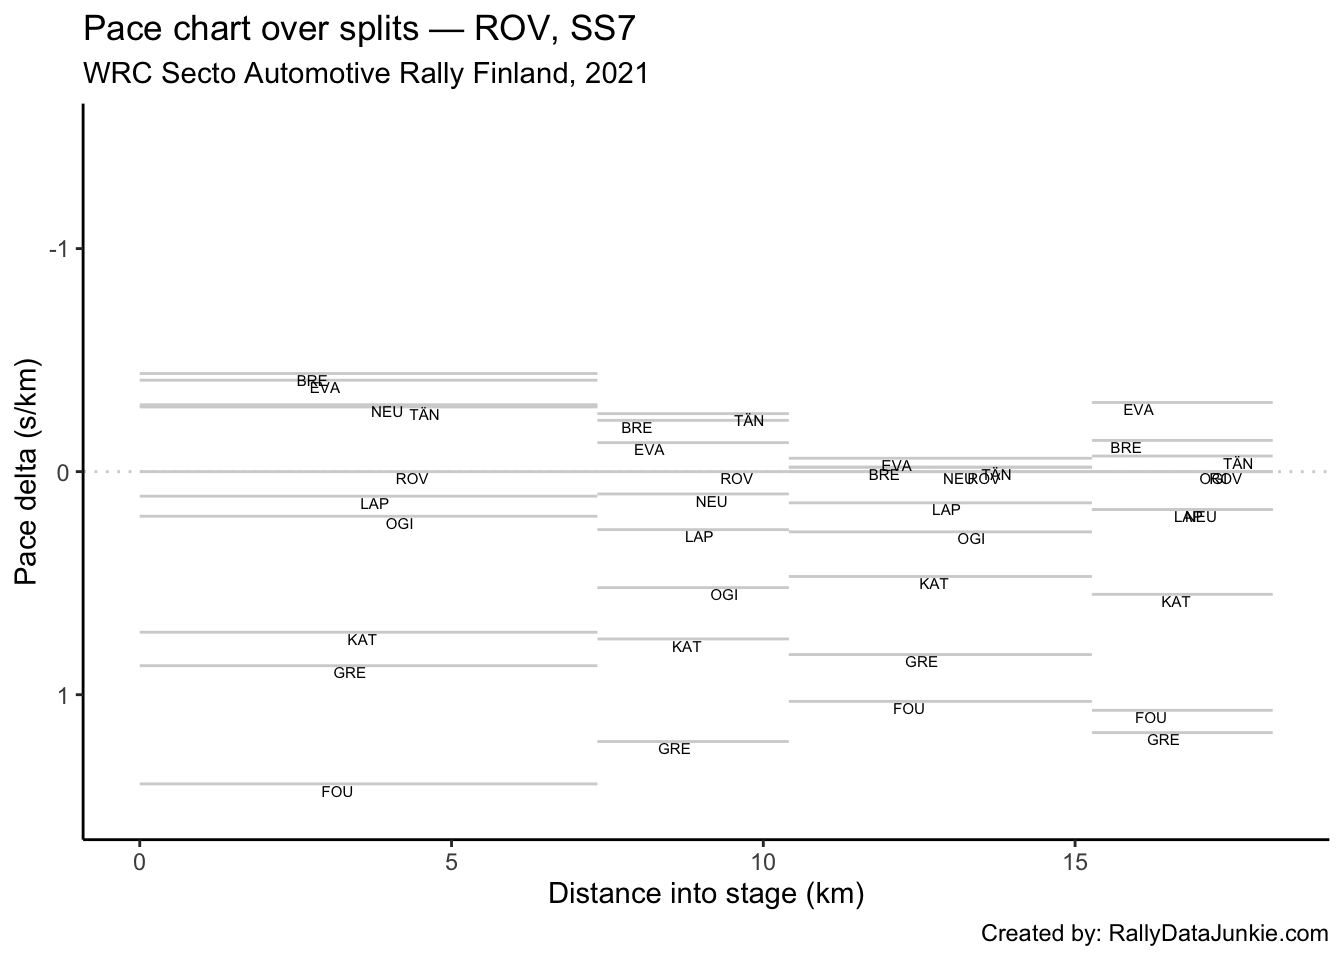 Pace chart over splits — ROV, SS7
WRC Secto Automotive Rally Finland, 2021
Pace delta (s/km)
-1
0
1
BRE
EVA
NEU
TÄN
ROV
LAP
OGI
KAT
GRE
FOU
TÄN
BRE
EVA
ROV
NEU
LAP
OGI
KAT
GRE
EVA
BRE
TÄN
NEU
ROV
LAP
OGI
KAT
GRE
FOU
EVA
BRE
TÄN
OGI
ROV
LAP
NEU
KAT
FOU
GRE
0 5 10 15
Distance into stage (km)
Created by: RallyDataJunkie.com